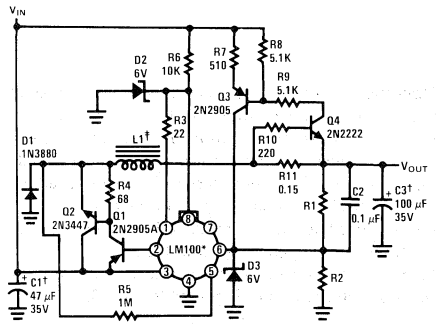 VIN
D2
6V
R6
10K
R7
510
R8
5.1K
R9
5.1K
Q3
2N2905
Q4
2N2222
D1
1N3880
L1†
R3
22
R10
220
R11
0.15
VOUT
R4
68
Q2
2N3447
Q1
2N2905A
1
8
7
2
LM100*
6
3
4
5
R1
C2
0.1 μF
C3†
100 μF
35V
+
D3
6V
R2
+
C1†
47 μF
35V
R5
1M